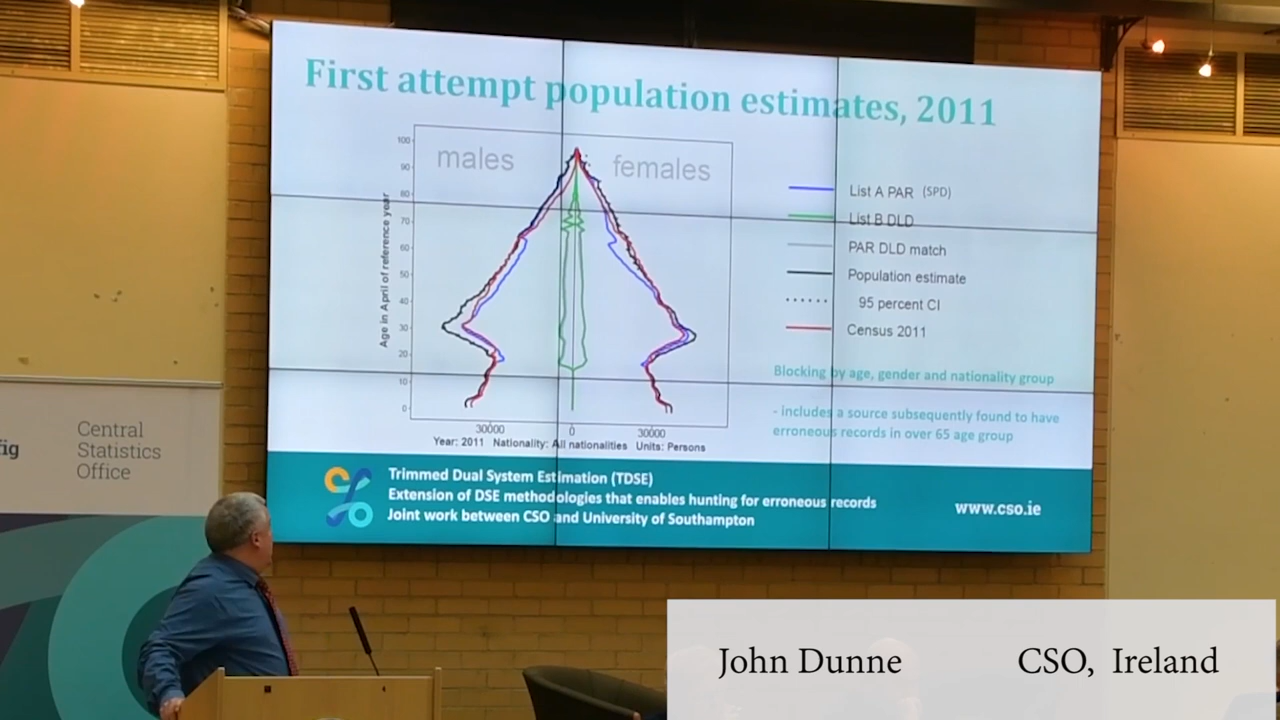 First attempt population estimates, 2011
males
females
100
90
80
70
60
50
40
30
20
10
0
Age in April of reference year
30000
0
30000
Year: 2011 Nationality: All nationalities Units: Persons
List A PAR (SPD)
List B DLD
PAR DLD match
Population estimate
95 percent CI
Census 2011
Blocking by age, gender and nationality group
- includes a source subsequently found to have
erroneous records in over 65 age group
Trimmed Dual System Estimation (TDSE)
Extension of DSE methodologies that enables hunting for erroneous records
Joint work between CSO and University of Southampton
www.cso.ie
Central
Statistics
Office
John Dunne CSO, Ireland